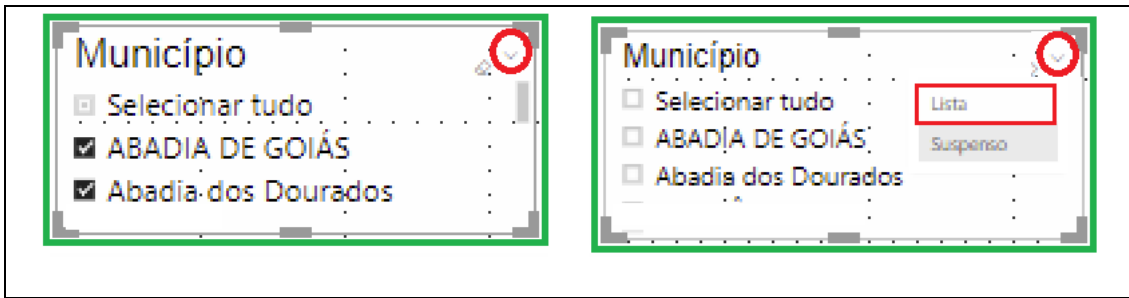 Município
Selecionar tudo
ABADIA DE GOIÁS
Abadia dos Dourados
Município
Selecionar tudo
ABADIA DE GOIÁS
Abadia dos Dourados
Lista
Suspenso